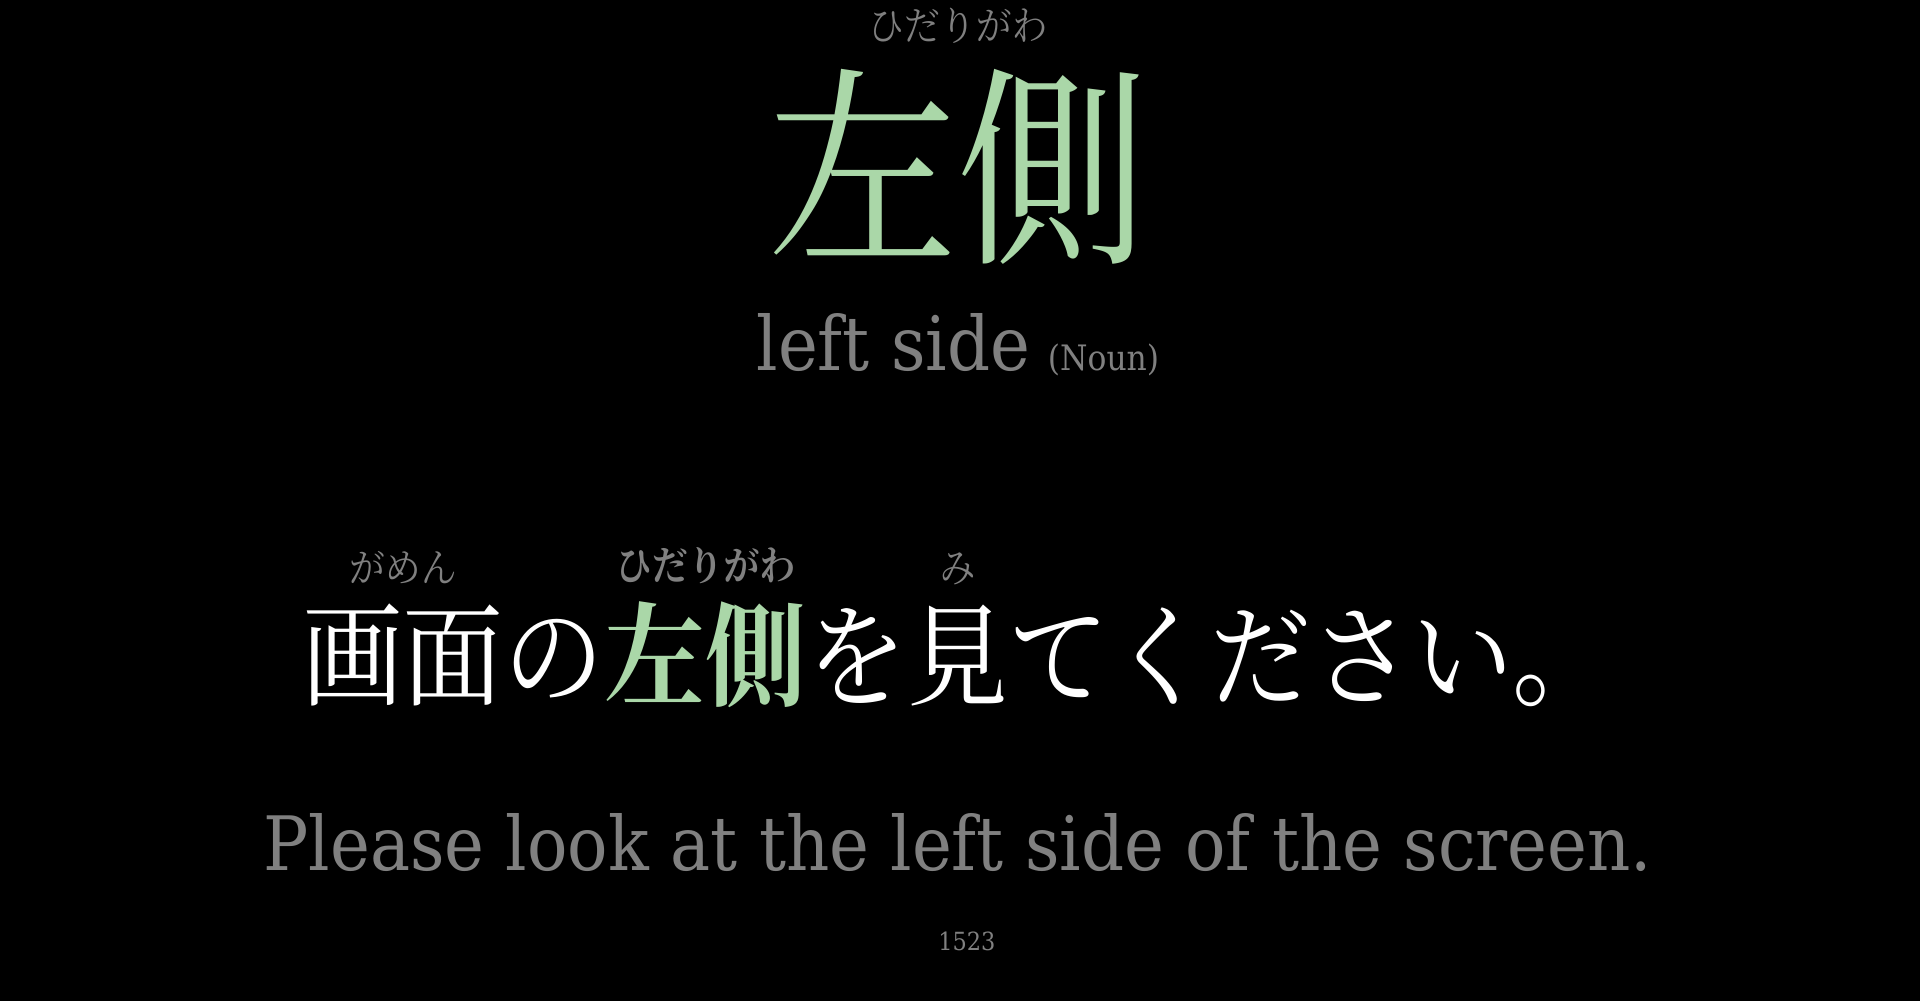 ひだりがわ
左側
left side (Noun)
がめん ひだりがわ み
画面の左側を見てください。
Please look at the left side of the screen.
1523